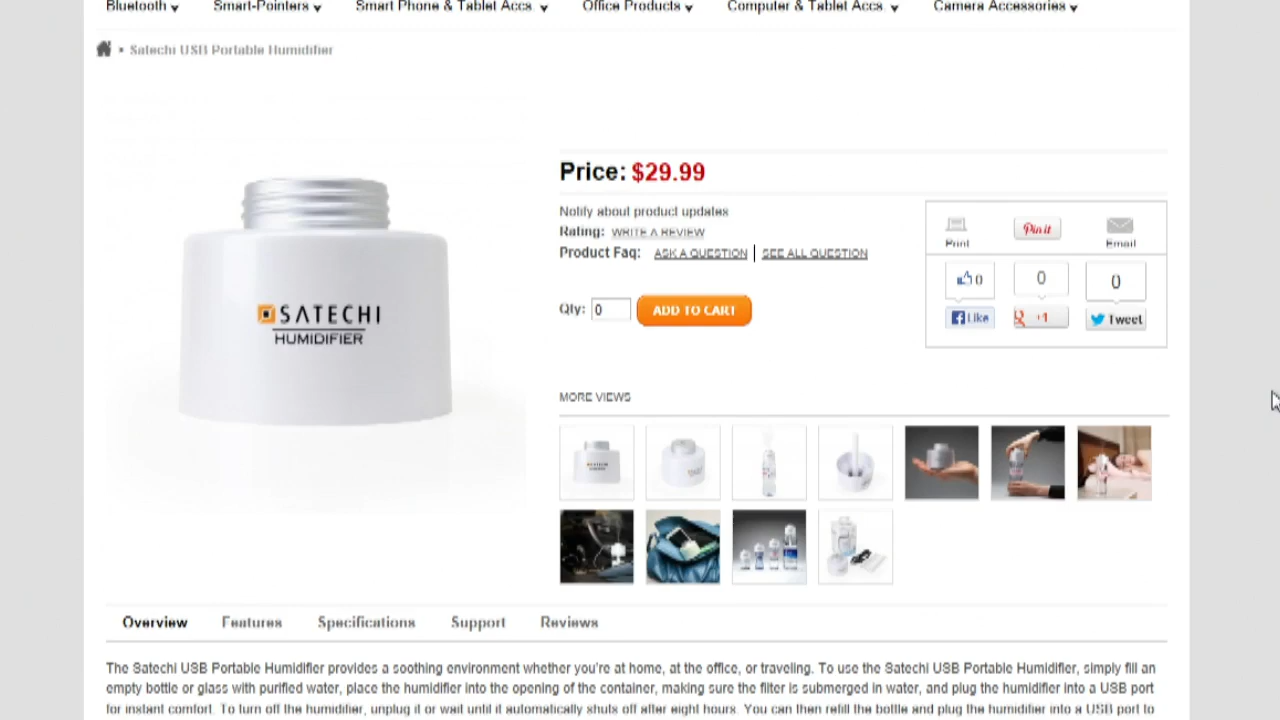 Bluetooth Smart-Pointers Smart Phone & Tablet Accs. Office Products Computer & Tablet Accs. Camera Accessories
Satechi USB Portable Humidifier
Price: $29.99
Notify about product updates
Rating: WRITE A REVIEW
Product Faq: ASK A QUESTION | SEE ALL QUESTION
Qty: 0 ADD TO CART
Print Pin it Email
0 0 0
Like +1 Tweet
SATECHI
HUMIDIFIER
MORE VIEWS
Overview Features Specifications Support Reviews
The Satechi USB Portable Humidifier provides a soothing environment whether you're at home, at the office, or traveling. To use the Satechi USB Portable Humidifier, simply fill an
empty bottle or glass with purified water, place the humidifier into the opening of the container, making sure the filter is submerged in water, and plug the humidifier into a USB port
for instant comfort. To turn off the humidifier, unplug it or wait until it automatically shuts off after eight hours. You can then refill the bottle and plug the humidifier into a USB port to